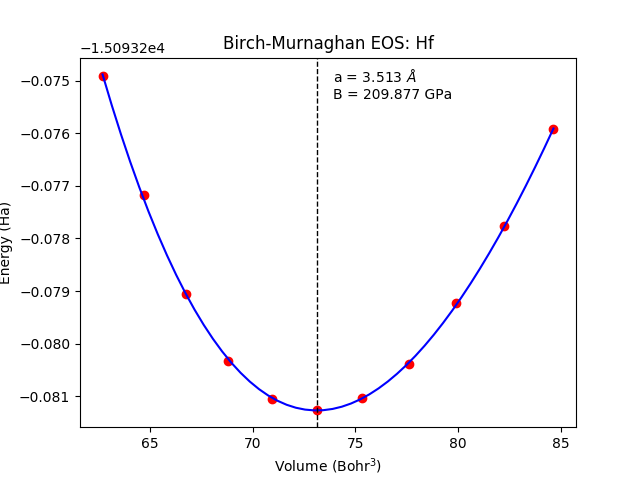 Birch-Murnaghan EOS: Hf
−1.50932e4
a = 3.513 Å
B = 209.877 GPa
−0.075
−0.076
−0.077
−0.078
−0.079
−0.080
−0.081
Energy (Ha)
65 70 75 80 85
Volume (Bohr³)